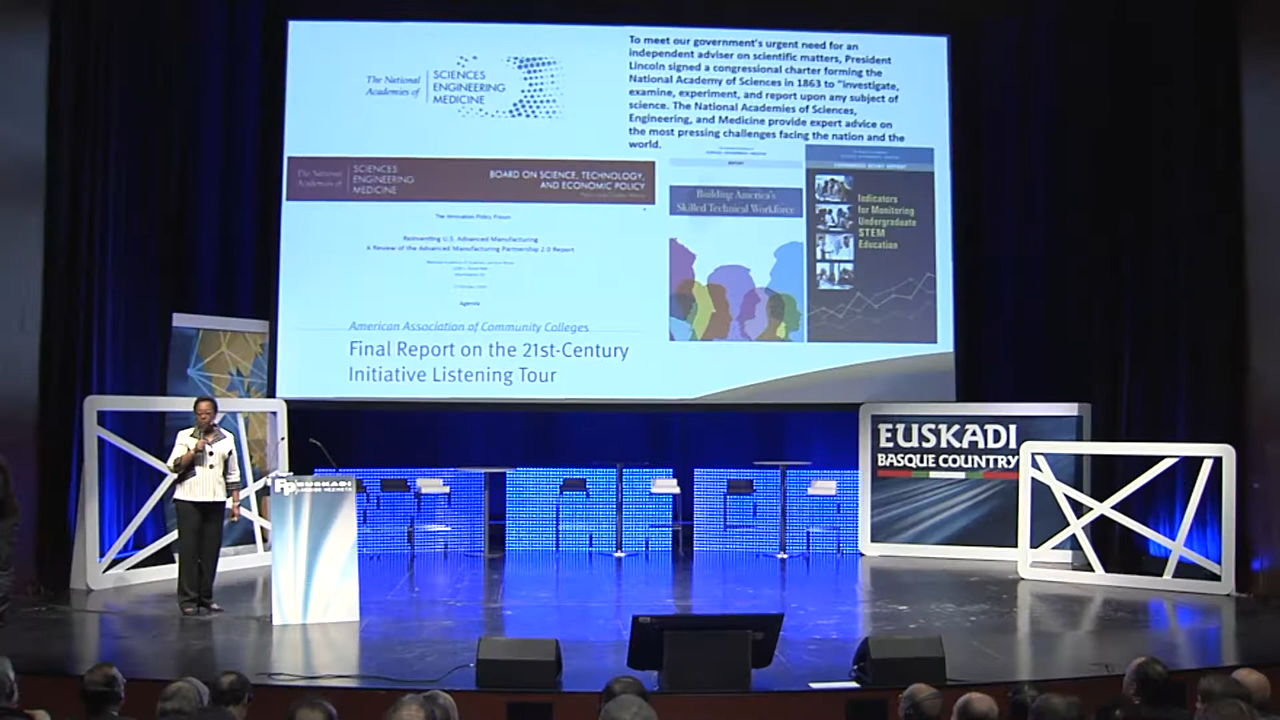 The National
Academies of
SCIENCES
ENGINEERING
MEDICINE
To meet our government's urgent need for an
independent adviser on scientific matters, President
Lincoln signed a congressional charter forming the
National Academy of Sciences in 1863 to "investigate,
examine, experiment, and report upon any subject of
science. The National Academies of Sciences,
Engineering, and Medicine provide expert advice on
the most pressing challenges facing the nation and the
world.
The National
Academies of
SCIENCES
ENGINEERING
MEDICINE
BOARD ON SCIENCE, TECHNOLOGY,
AND ECONOMIC POLICY
The Innovation Policy Forum
Reinventing U.S. Advanced Manufacturing
A Review of the Advanced Manufacturing Partnership 2.0 Report
Agenda
Building America's
Skilled Technical Workforce
Indicators
for Monitoring
Undergraduate
STEM
Education
American Association of Community Colleges
Final Report on the 21st-Century
Initiative Listening Tour
EUSKADI
BASQUE COUNTRY
Fp EUSKADI